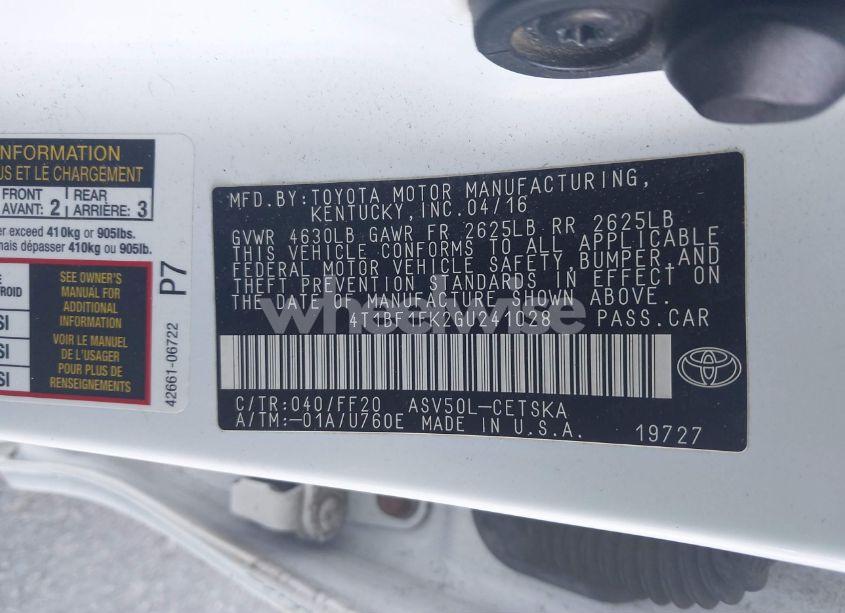 INFORMATION
US ET LE CHARGEMENT
FRONT
AVANT: 2
REAR
ARRIÈRE: 3
er exceed 410kg or 905lbs.
mais dépasser 410kg ou 905lb.
SEE OWNER'S
MANUAL FOR
ADDITIONAL
INFORMATION
VOIR LE MANUEL
DE L'USAGER
POUR PLUS DE
RENSEIGNEMENTS
P7
42661-06722
MFD.BY:TOYOTA MOTOR MANUFACTURING,
KENTUCKY,INC.04/16
GVWR 4630LB GAWR FR 2625LB RR 2625LB
THIS VEHICLE CONFORMS TO ALL APPLICABLE
FEDERAL MOTOR VEHICLE SAFETY,BUMPER,AND
THEFT PREVENTION STANDARDS IN EFFECT ON
THE DATE OF MANUFACTURE SHOWN ABOVE.
4T1BF1FK2GU241028 PASS.CAR
C/TR:040/FF20 ASV50L-CETSKA
A/TM:-01A/U760E MADE IN U.S.A.
19727
wheelwise